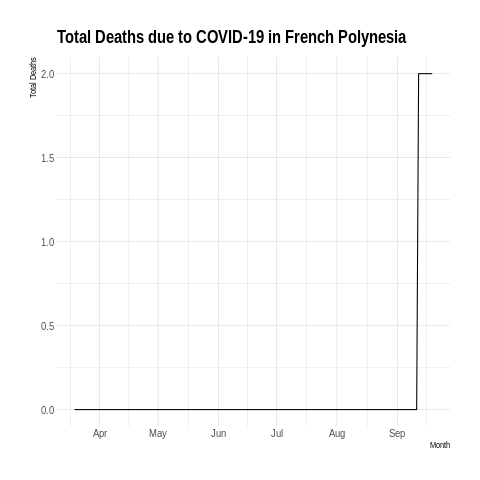 Total Deaths due to COVID-19 in French Polynesia
Total Deaths
2.0
1.5
1.0
0.5
0.0
Apr May Jun Jul Aug Sep
Month